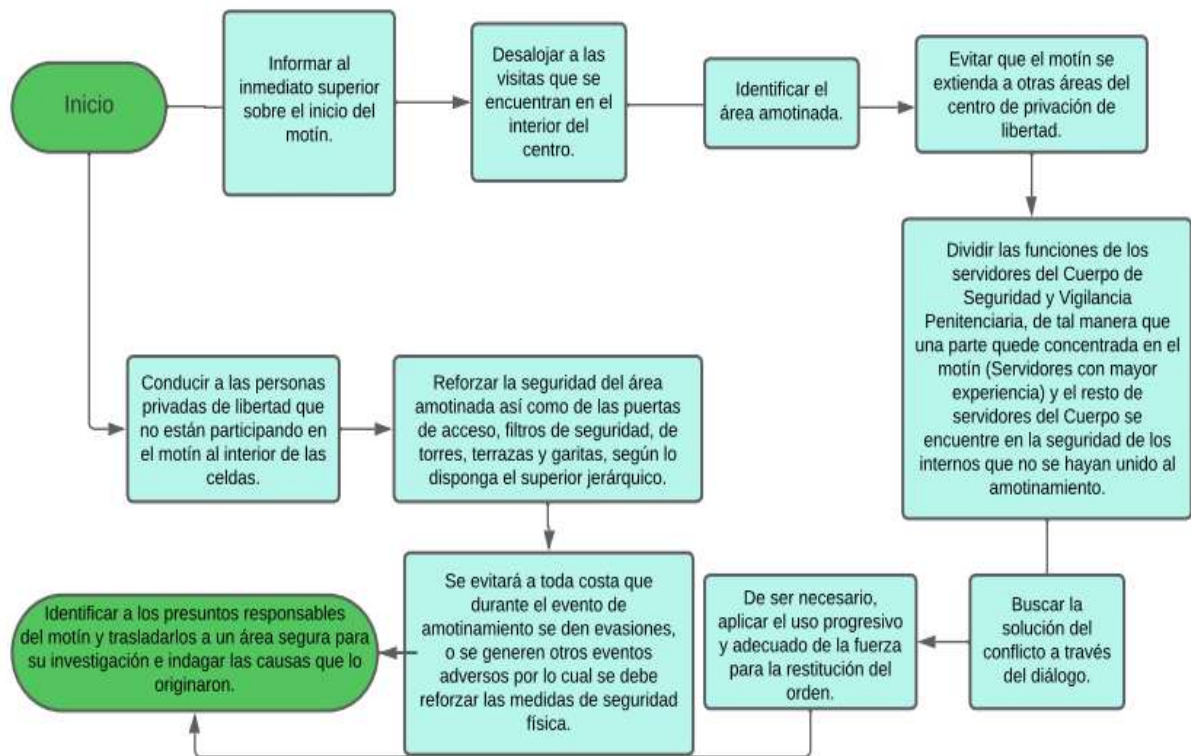 Inicio
Informar al
inmediato superior
sobre el inicio del
motín.
Desalojar a las
visitas que se
encuentran en el
interior del
centro.
Identificar el
área amotinada.
Evitar que el motín se
extienda a otras áreas del
centro de privación de
libertad.
Dividir las funciones de los
servidores del Cuerpo de
Seguridad y Vigilancia
Penitenciaria, de tal manera que
una parte quede concentrada en el
motín (Servidores con mayor
experiencia) y el resto de
servidores del Cuerpo se
encuentre en la seguridad de los
internos que no se hayan unido al
amotinamiento.
Buscar la
solución del
conflicto a través
del diálogo.
De ser necesario,
aplicar el uso progresivo
y adecuado de la fuerza
para la restitución del
orden.
Conducir a las personas
privadas de libertad que
no están participando en
el motín al interior de las
celdas.
Reforzar la seguridad del área
amotinada así como de las puertas
de acceso, filtros de seguridad, de
torres, terrazas y garitas, según lo
disponga el superior jerárquico.
Se evitará a toda costa que
durante el evento de
amotinamiento se den evasiones,
o se generen otros eventos
adversos por lo cual se debe
reforzar las medidas de seguridad
física.
Identificar a los presuntos responsables
del motín y trasladarlos a un área segura para
su investigación e indagar las causas que lo
originaron.